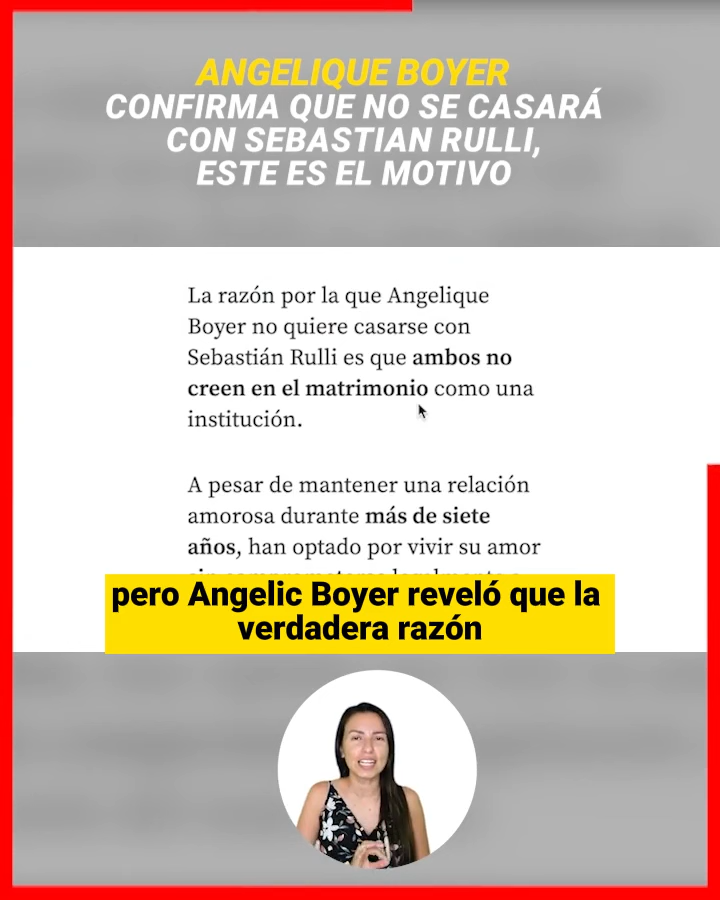 ANGELIQUE BOYER
CONFIRMA QUE NO SE CASARÁ
CON SEBASTIAN RULLI,
ESTE ES EL MOTIVO
La razón por la que Angelique
Boyer no quiere casarse con
Sebastián Rulli es que ambos no
creen en el matrimonio como una
institución.
A pesar de mantener una relación
amorosa durante más de siete
años, han optado por vivir su amor
pero Angelic Boyer reveló que la
verdadera razón